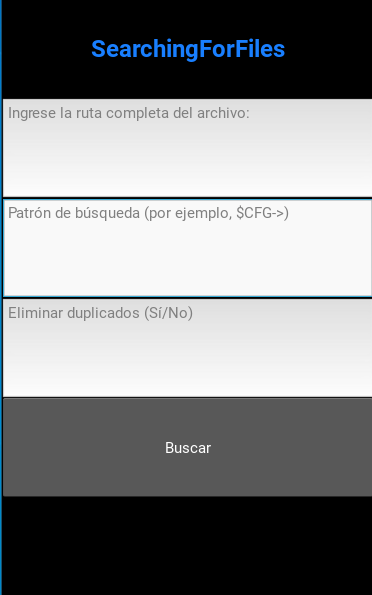 SearchingForFiles
Ingrese la ruta completa del archivo:
Patrón de búsqueda (por ejemplo, $CFG->)
Eliminar duplicados (Sí/No)
Buscar